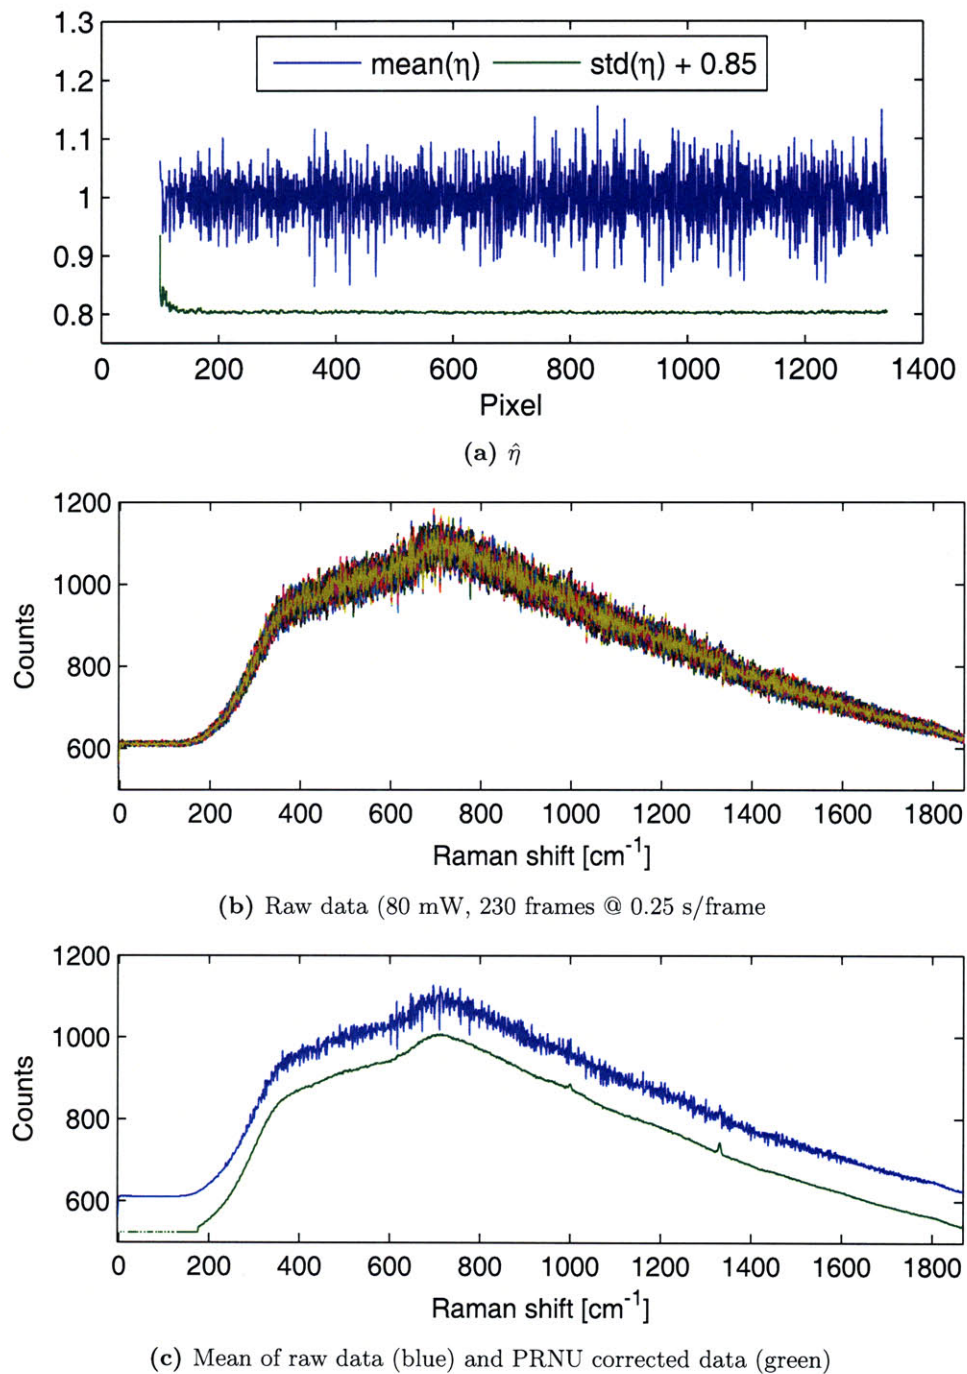 1.3
1.2
1.1
1
0.9
0.8
mean(η) std(η) + 0.85
0 200 400 600 800 1000 1200 1400
Pixel
(a) η̂
1200
1000
800
600
Counts
0 200 400 600 800 1000 1200 1400 1600 1800
Raman shift [cm⁻¹]
(b) Raw data (80 mW, 230 frames @ 0.25 s/frame
1200
1000
800
600
Counts
0 200 400 600 800 1000 1200 1400 1600 1800
Raman shift [cm⁻¹]
(c) Mean of raw data (blue) and PRNU corrected data (green)